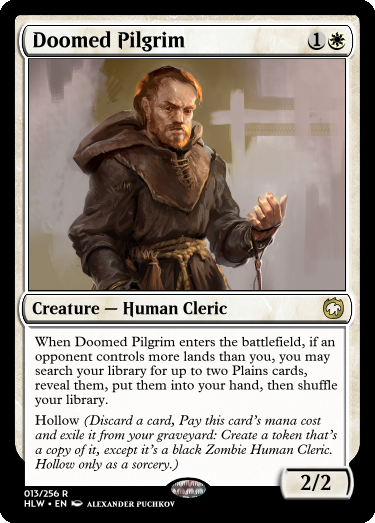 Doomed Pilgrim 1
Creature — Human Cleric
When Doomed Pilgrim enters the battlefield, if an
opponent controls more lands than you, you may
search your library for up to two Plains cards,
reveal them, put them into your hand, then shuffle
your library.
Hollow (Discard a card, Pay this card's mana cost
and exile it from your graveyard: Create a token that's
a copy of it, except it's a black Zombie Human Cleric.
Hollow only as a sorcery.)
2/2
013/256 R
HLW • EN ALEXANDER PUCHKOV